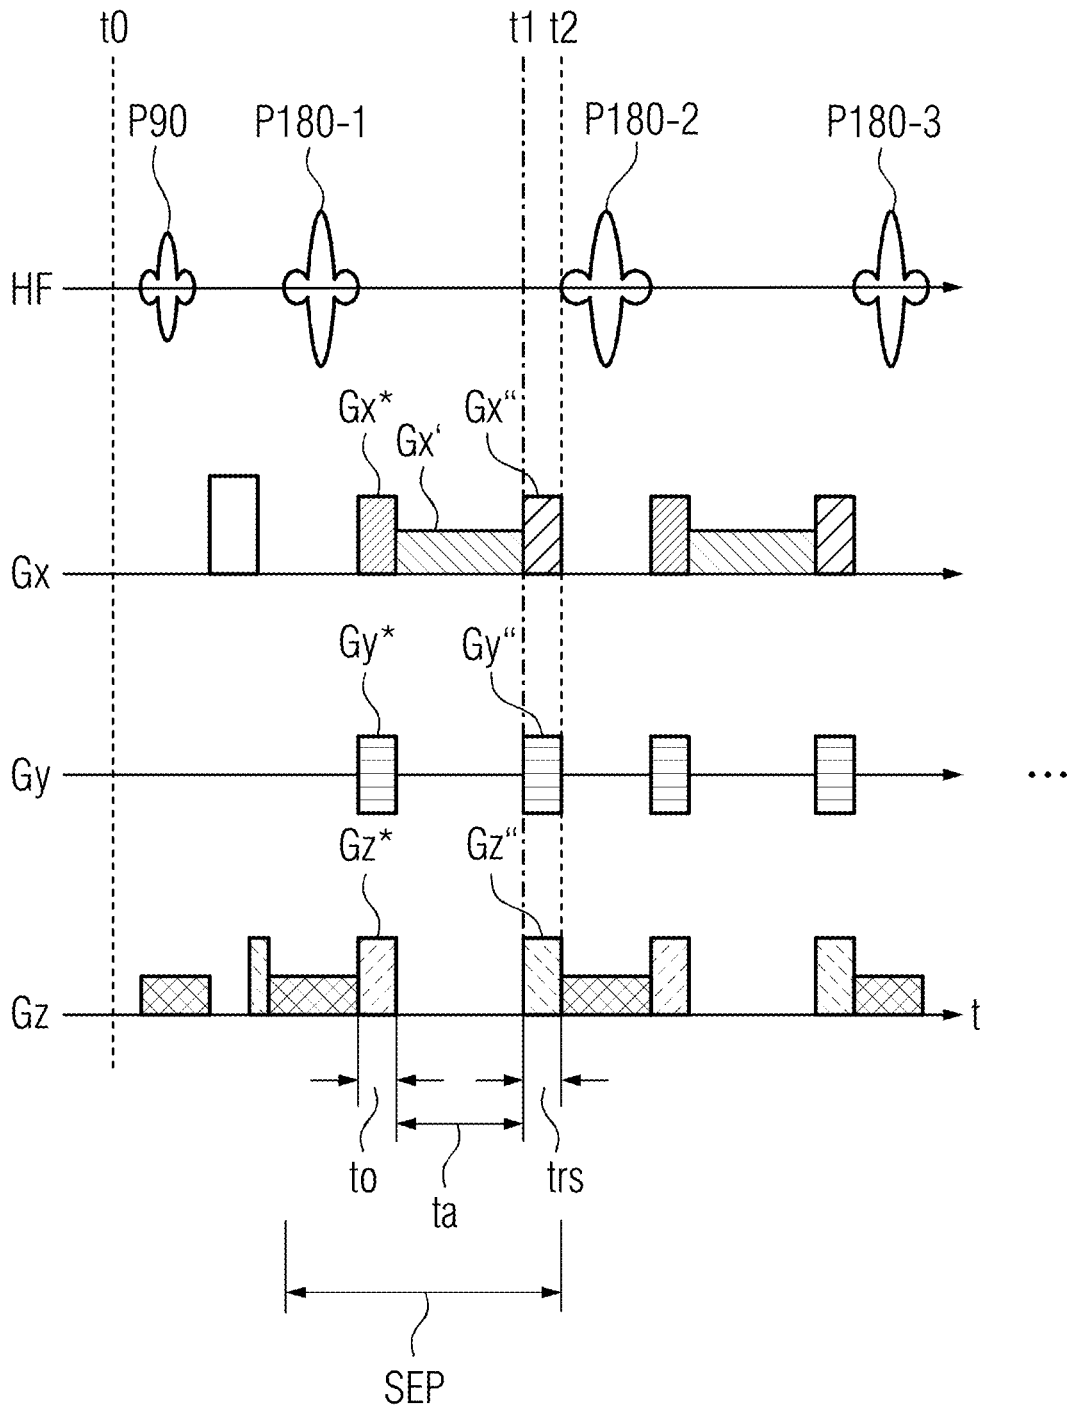 t0 t1 t2
P90 P180-1 P180-2 P180-3
HF
Gx* Gx‘ Gx“
Gx
Gy* Gy“
Gy ...
Gz* Gz“
Gz t
to trs
ta
SEP